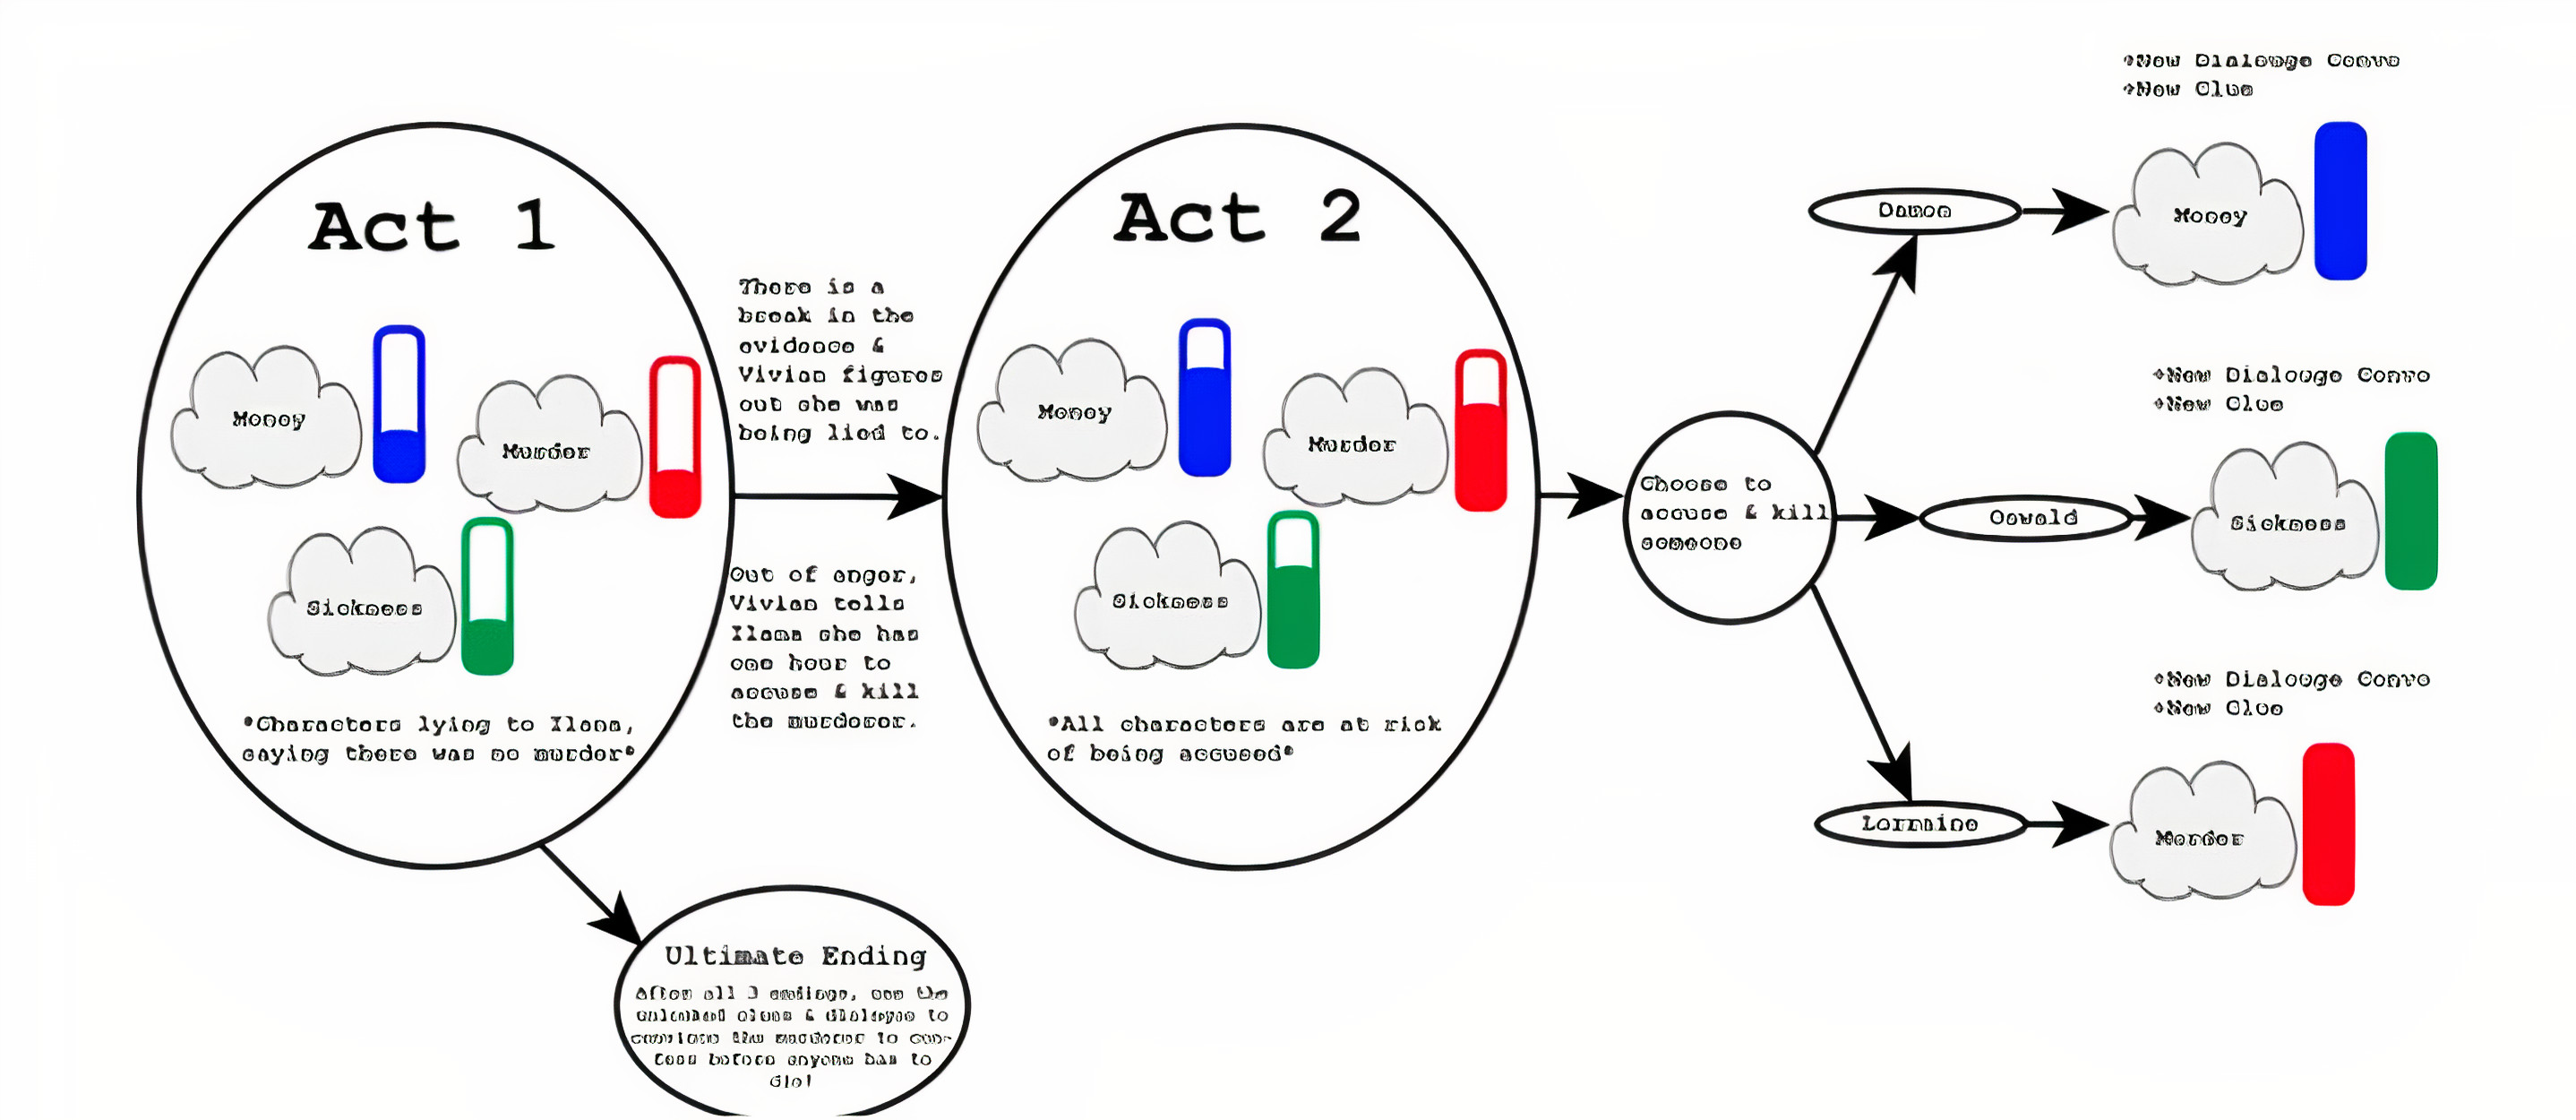 Act 1
Money
Murder
Sickness
*Characters lying to Ilana,
saying there was no murder*
There is a
break in the
evidence &
Vivian figures
out she was
being lied to.
Out of anger,
Vivian tells
Ilana she has
one hour to
accuse & kill
the murderer.
Act 2
Money
Murder
Sickness
*All characters are at risk
of being accused*
Choose to
accuse & kill
someone
Damon
*New Dialouge Convo
*New Clue
Money
Oswald
*New Dialouge Convo
*New Clue
Sickness
Lorraine
*New Dialouge Convo
*New Clue
Murder
Ultimate Ending
After all 3 endings, use the
clues & dialogue to
convince the murderer to con-
fess before anyone has to
die!